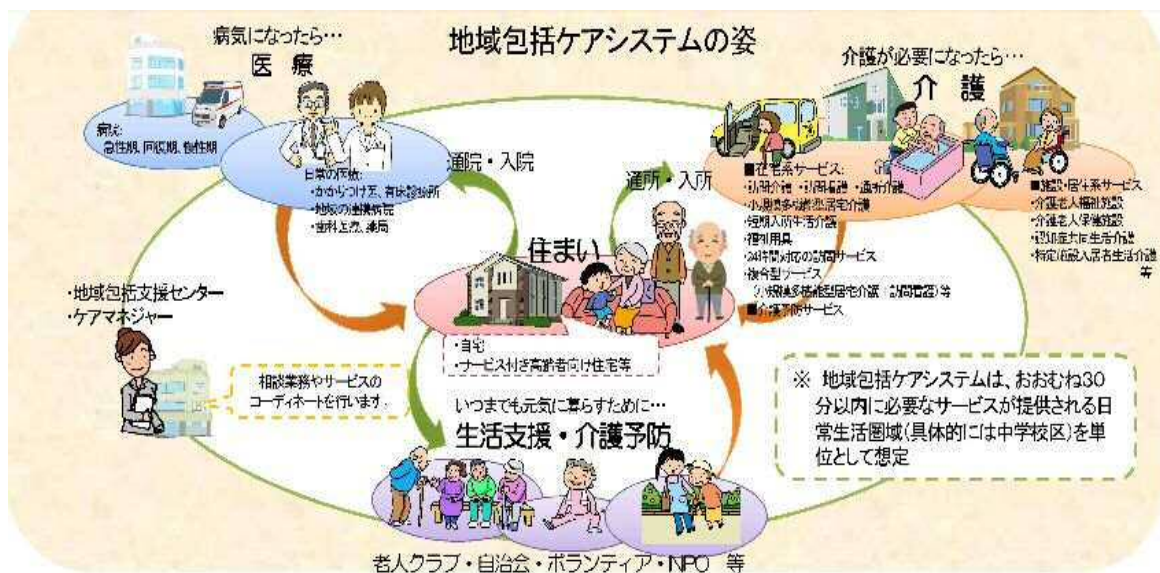 地域包括ケアシステムの姿
病気になったら…
医 療
病院:
急性期、回復期、慢性期
日常の医療:
・かかりつけ医、有床診療所
・地域の連携病院
・歯科医療、薬局
通院・入院
通所・入所
介護が必要になったら…
介 護
■在宅系サービス:
・訪問介護 ・訪問看護 ・通所介護
・小規模多機能型居宅介護
・短期入所生活介護
・福祉用具
・24時間対応の訪問サービス
・複合型サービス
(小規模多機能型居宅介護+訪問看護)等
■介護予防サービス
■施設・居住系サービス
・介護老人福祉施設
・介護老人保健施設
・認知症共同生活介護
・特定施設入居者生活介護
等
住まい
・自宅
・サービス付き高齢者向け住宅等
・地域包括支援センター
・ケアマネジャー
相談業務やサービスの
コーディネートを行います。
いつまでも元気に暮らすために…
生活支援・介護予防
老人クラブ・自治会・ボランティア・NPO 等
※ 地域包括ケアシステムは、おおむね30
分以内に必要なサービスが提供される日
常生活圏域(具体的には中学校区)を単
位として想定